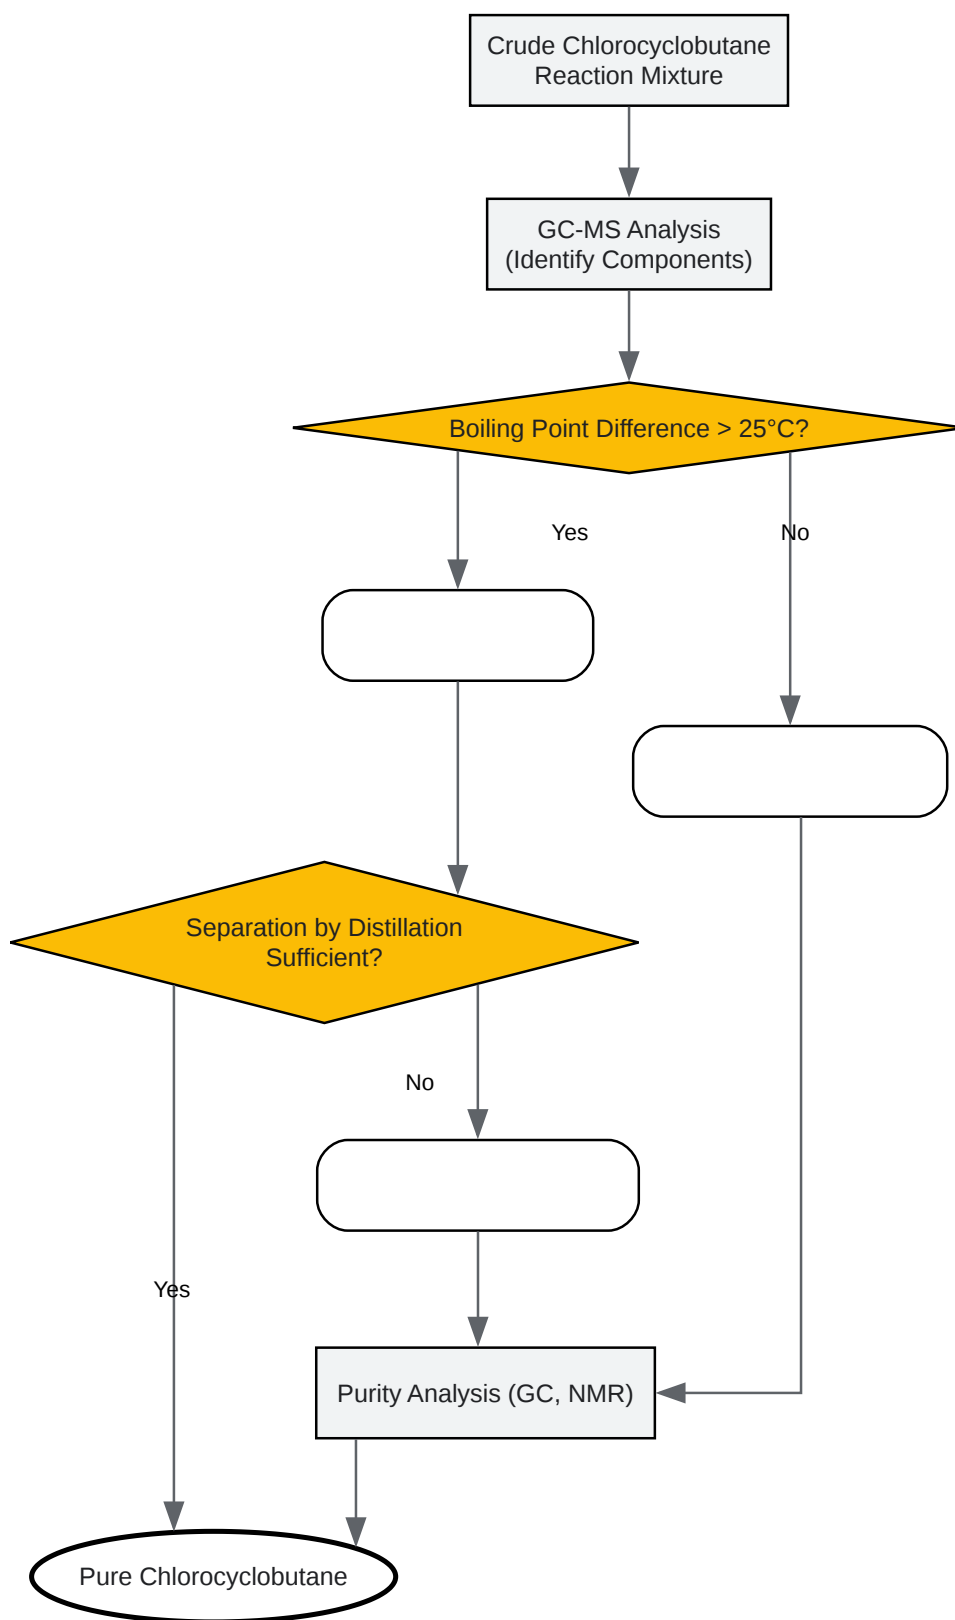 Crude Chlorocyclobutane
Reaction Mixture
GC-MS Analysis
(Identify Components)
Boiling Point Difference > 25°C?
Yes
No
Separation by Distillation
Sufficient?
No
Yes
Purity Analysis (GC, NMR)
Pure Chlorocyclobutane